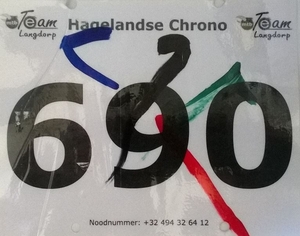 Team Hagelandse Chrono Team
Langdorp Langdorp
690
Noodnummer: +32 494 32 64 12